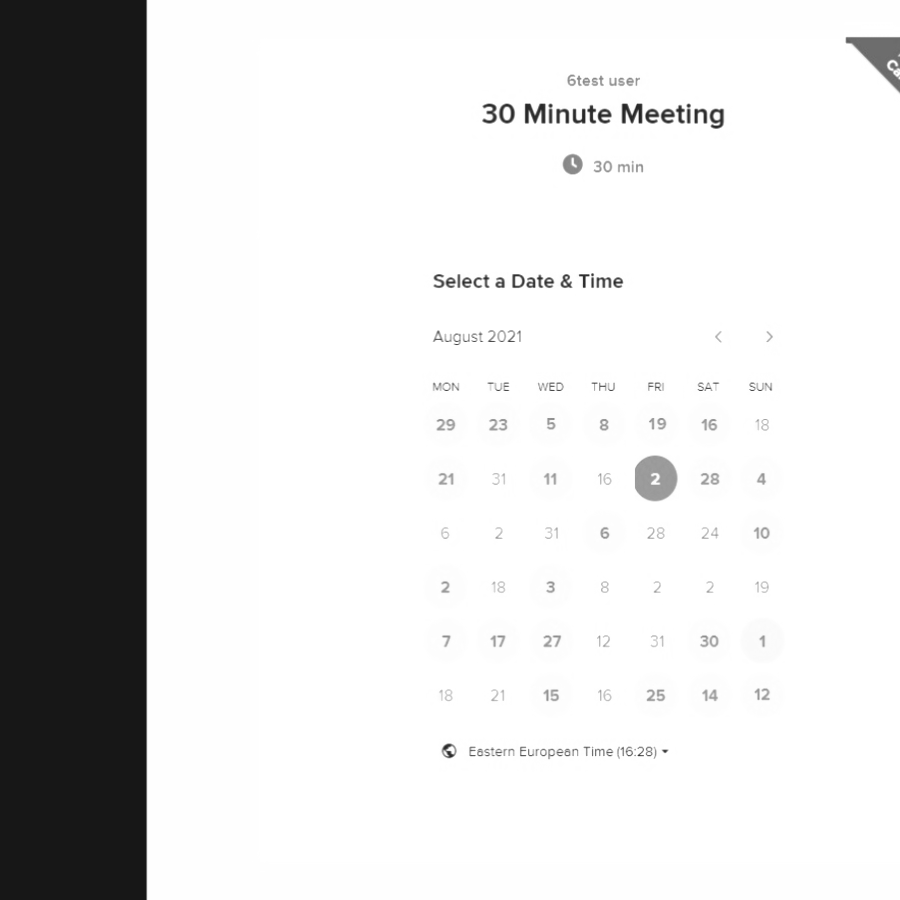 6test user
30 Minute Meeting
30 min
Select a Date & Time
August 2021
MON TUE WED THU FRI SAT SUN
29 23 5 8 19 16 18
21 31 11 16 2 28 4
6 2 31 6 28 24 10
2 18 3 8 2 2 19
7 17 27 12 31 30 1
18 21 15 16 25 14 12
Eastern European Time (16:28)